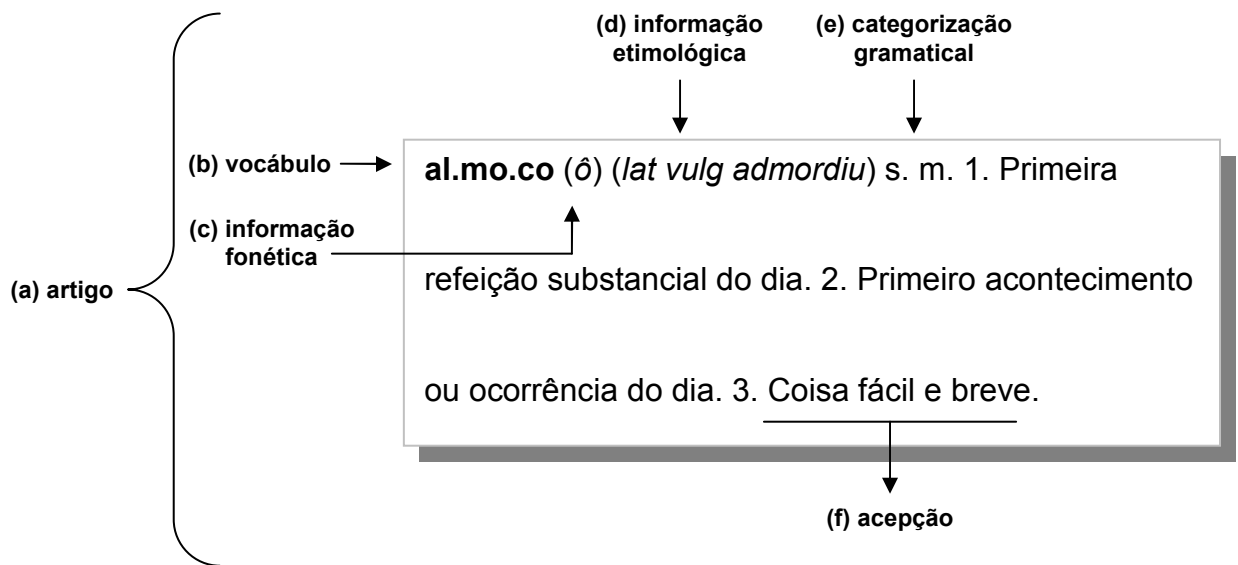 (d) informação
etimológica
(e) categorização
gramatical
(b) vocábulo
al.mo.co (ô) (lat vulg admordiu) s. m. 1. Primeira
(c) informação
fonética
refeição substancial do dia. 2. Primeiro acontecimento
(a) artigo
ou ocorrência do dia. 3. Coisa fácil e breve.
(f) acepção